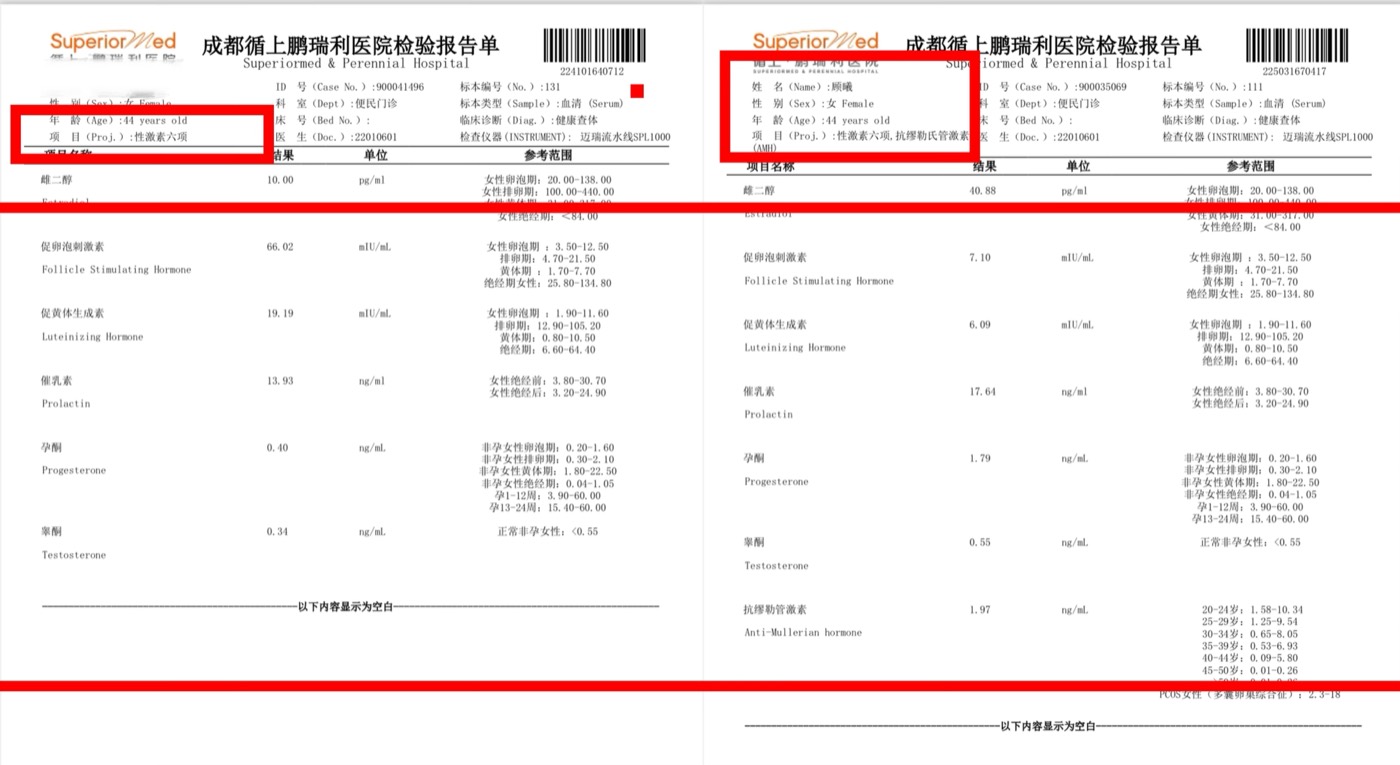 SuperiorMed
成都循上鹏瑞利医院检验报告单
Superiormed & Perennial Hospital
224101640712
ID 号(Case No.):900041496
标本编号(No.):131
性 别(Sex):女 Female
科 室(Dept):便民门诊
标本类型(Sample):血清(Serum)
年 龄(Age):44 years old
床 号(Bed No.):
临床诊断(Diag.):健康查体
项 目(Proj.):性激素六项
医 生(Doc.):22010601
检查仪器(INSTRUMENT): 迈瑞流水线SPL1000
项目名称
结果
单位
参考范围
雌二醇
10.00
pg/ml
女性卵泡期: 20.00-138.00
女性排卵期: 100.00-440.00
女性黄体期: 31.00-317.00
Estradiol
女性绝经期: <84.00
促卵泡刺激素
66.02
mIU/mL
女性卵泡期 : 3.50-12.50
排卵期: 4.70-21.50
Follicle Stimulating Hormone
黄体期 : 1.70-7.70
绝经期女性: 25.80-134.80
促黄体生成素
19.19
mIU/mL
女性卵泡期 : 1.90-11.60
排卵期: 12.90-105.20
Luteinizing Hormone
黄体期: 0.80-10.50
绝经期: 6.60-64.40
催乳素
13.93
ng/ml
女性绝经前: 3.80-30.70
女性绝经后: 3.20-24.90
Prolactin
孕酮
0.40
ng/mL
非孕女性卵泡期: 0.20-1.60
非孕女性排卵期: 0.30-2.10
Progesterone
非孕女性黄体期: 1.80-22.50
非孕女性绝经期: 0.04-1.05
孕1-12周: 3.90-60.00
孕13-24周: 15.40-60.00
睾酮
0.34
ng/mL
正常非孕女性: <0.55
Testosterone
以下内容显示为空白
SuperiorMed
循上·鹏瑞利医院
SUPERIORMED & PERENNIAL HOSPITAL
成都循上鹏瑞利医院检验报告单
Superiormed & Perennial Hospital
225031670417
姓 名(Name):顾曦
ID 号(Case No.):900035069
标本编号(No.):111
性 别(Sex):女 Female
科 室(Dept):便民门诊
标本类型(Sample):血清(Serum)
年 龄(Age):44 years old
床 号(Bed No.):
临床诊断(Diag.):健康查体
项 目(Proj.):性激素六项,抗缪勒氏管激素
(AMH)
医 生(Doc.):22010601
检查仪器(INSTRUMENT): 迈瑞流水线SPL1000
项目名称
结果
单位
参考范围
雌二醇
40.88
pg/ml
女性卵泡期: 20.00-138.00
女性排卵期: 100.00-440.00
Estradiol
女性黄体期: 31.00-317.00
女性绝经期: <84.00
促卵泡刺激素
7.10
mIU/mL
女性卵泡期 : 3.50-12.50
排卵期: 4.70-21.50
Follicle Stimulating Hormone
黄体期 : 1.70-7.70
绝经期女性: 25.80-134.80
促黄体生成素
6.09
mIU/mL
女性卵泡期 : 1.90-11.60
排卵期: 12.90-105.20
Luteinizing Hormone
黄体期: 0.80-10.50
绝经期: 6.60-64.40
催乳素
17.64
ng/ml
女性绝经前: 3.80-30.70
女性绝经后: 3.20-24.90
Prolactin
孕酮
1.79
ng/mL
非孕女性卵泡期: 0.20-1.60
非孕女性排卵期: 0.30-2.10
Progesterone
非孕女性黄体期: 1.80-22.50
非孕女性绝经期: 0.04-1.05
孕1-12周: 3.90-60.00
孕13-24周: 15.40-60.00
睾酮
0.55
ng/mL
正常非孕女性: <0.55
Testosterone
抗缪勒管激素
1.97
ng/mL
20-24岁: 1.58-10.34
25-29岁: 1.25-9.54
Anti-Mullerian hormone
30-34岁: 0.65-8.05
35-39岁: 0.53-6.93
40-44岁: 0.09-5.80
45-50岁: 0.01-0.26
PCOS女性(多囊卵巢综合征): 2.3-18
以下内容显示为空白